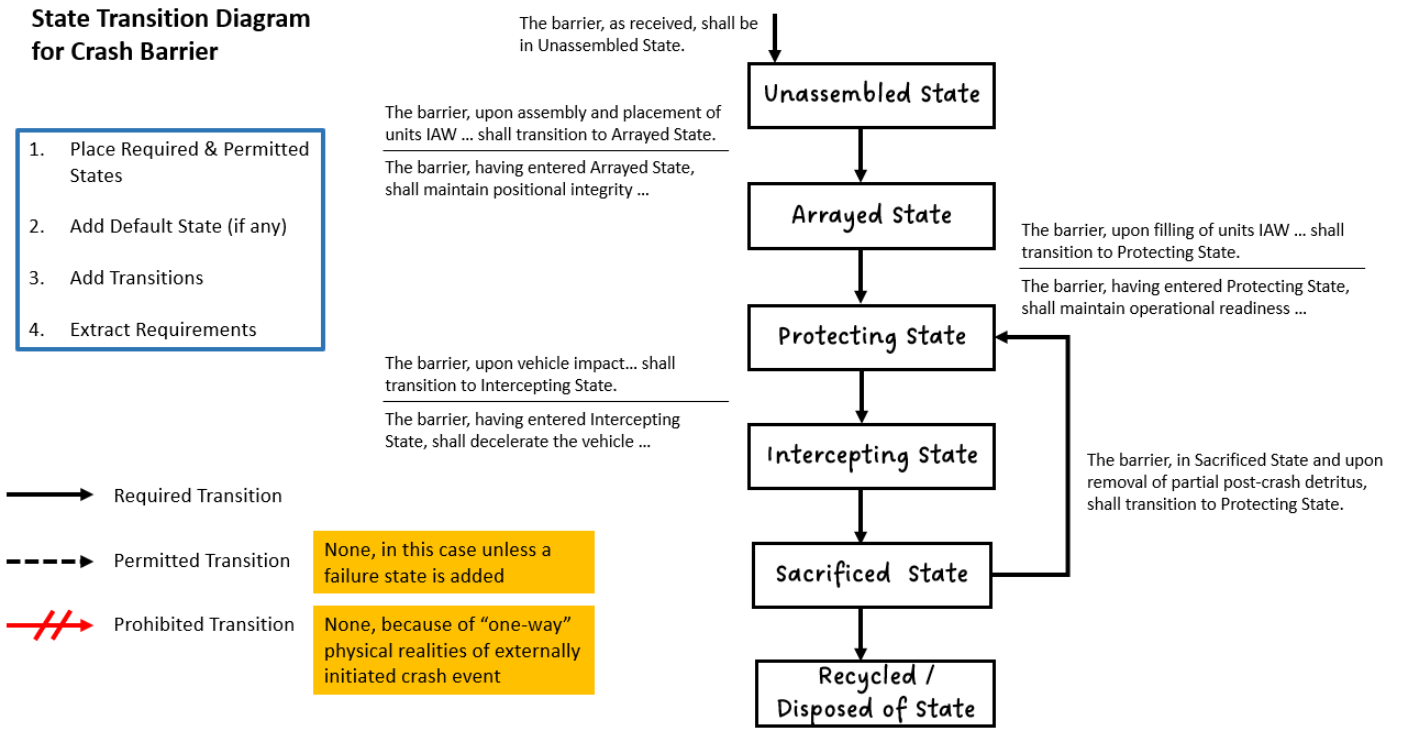 State Transition Diagram
for Crash Barrier
The barrier, as received, shall be
in Unassembled State.
Unassembled State
The barrier, upon assembly and placement of
units IAW ... shall transition to Arrayed State.
The barrier, having entered Arrayed State,
shall maintain positional integrity ...
1. Place Required & Permitted
States
2. Add Default State (if any)
3. Add Transitions
4. Extract Requirements
Arrayed State
The barrier, upon filling of units IAW ... shall
transition to Protecting State.
The barrier, having entered Protecting State,
shall maintain operational readiness ...
Protecting State
The barrier, upon vehicle impact... shall
transition to Intercepting State.
The barrier, having entered Intercepting
State, shall decelerate the vehicle ...
Intercepting State
The barrier, in Sacrificed State and upon
removal of partial post-crash detritus,
shall transition to Protecting State.
Sacrificed State
Recycled /
Disposed of State
Required Transition
Permitted Transition
None, in this case unless a
failure state is added
Prohibited Transition
None, because of “one-way”
physical realities of externally
initiated crash event